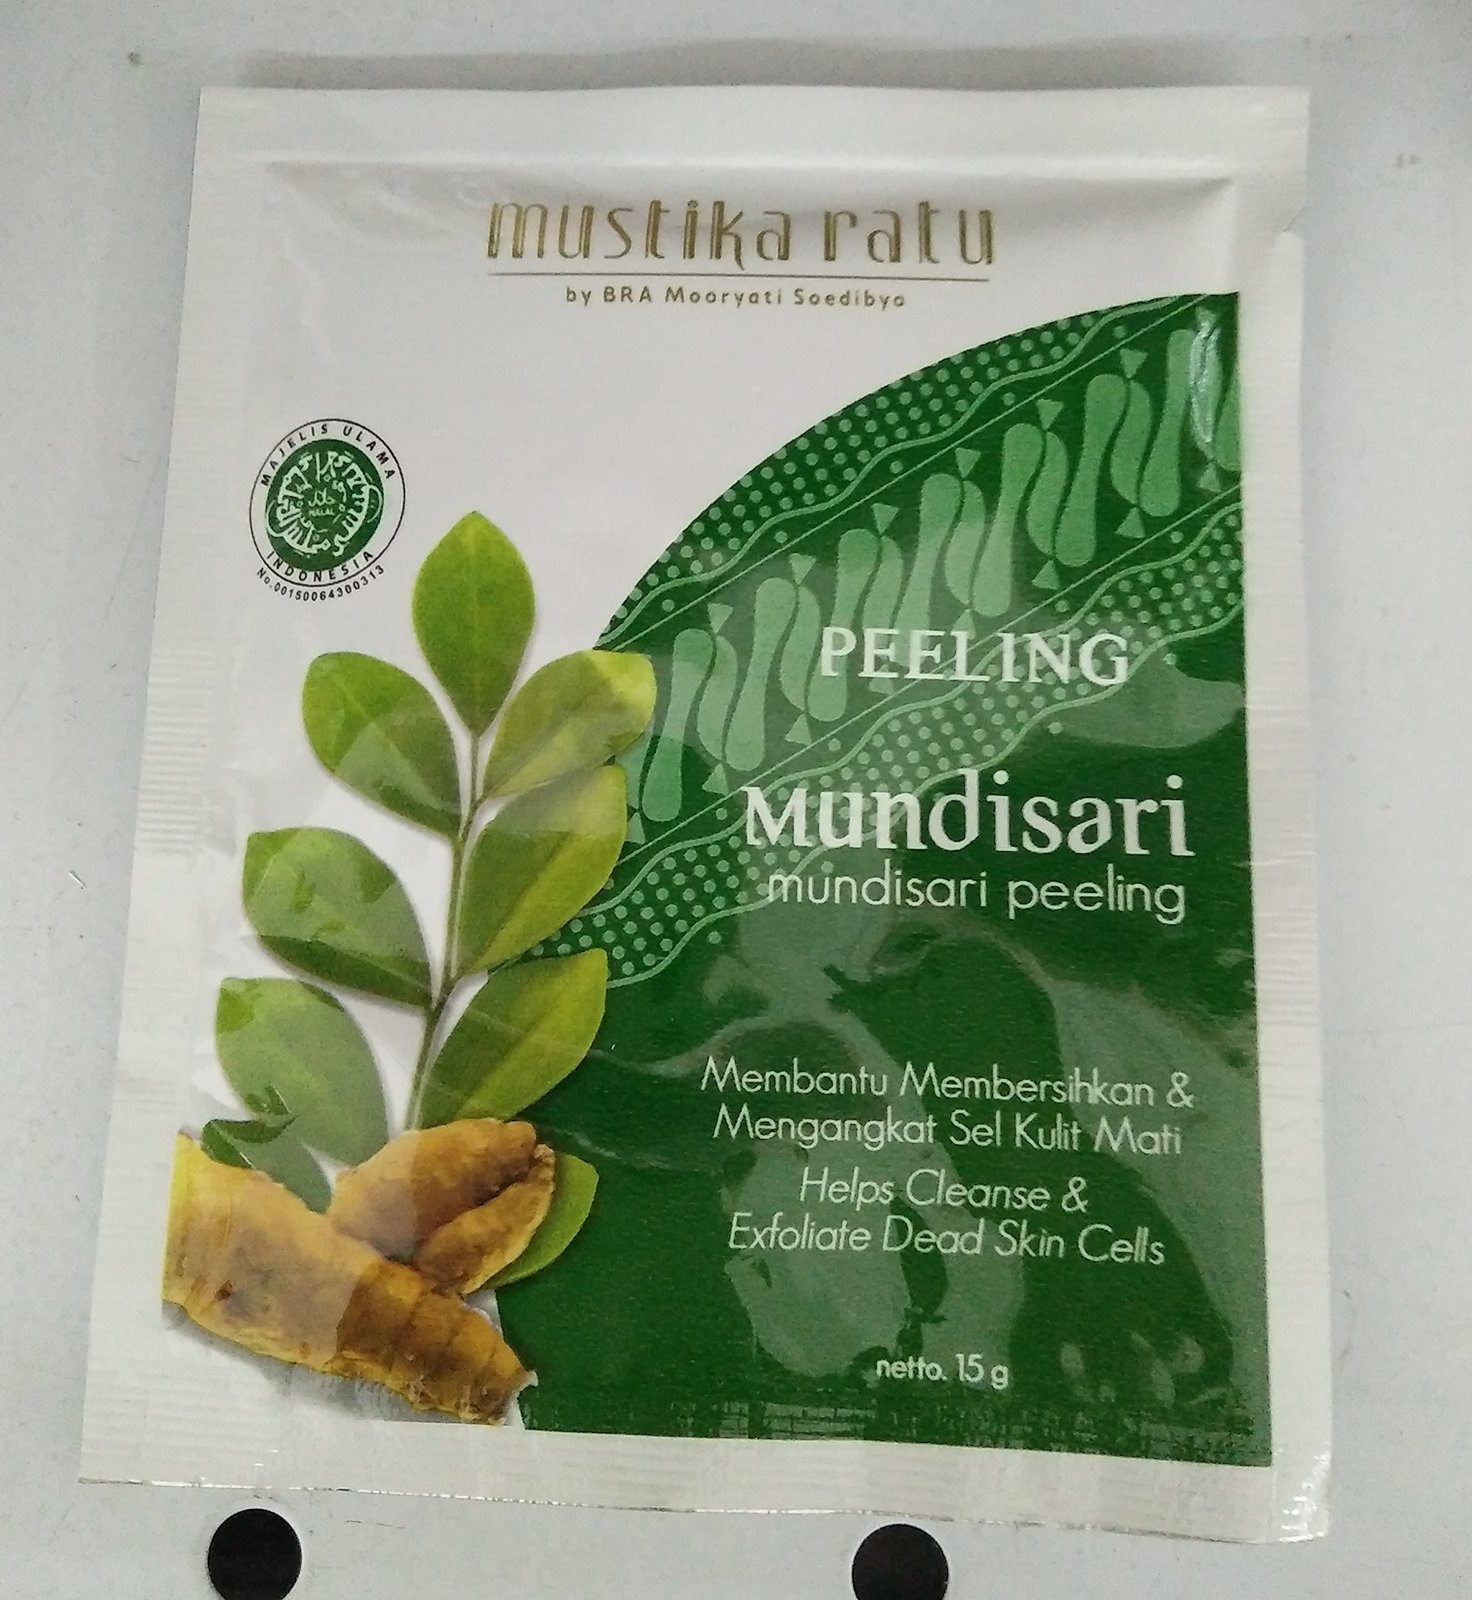 mustika ratu
by BRA Mooryati Soedibyo
MAJELIS ULAMA
حلال
HALAL
INDONESIA
No.00150064300313
PEELING
Mundisari
mundisari peeling
Membantu Membersihkan &
Mengangkat Sel Kulit Mati
Helps Cleanse &
Exfoliate Dead Skin Cells
netto. 15 g